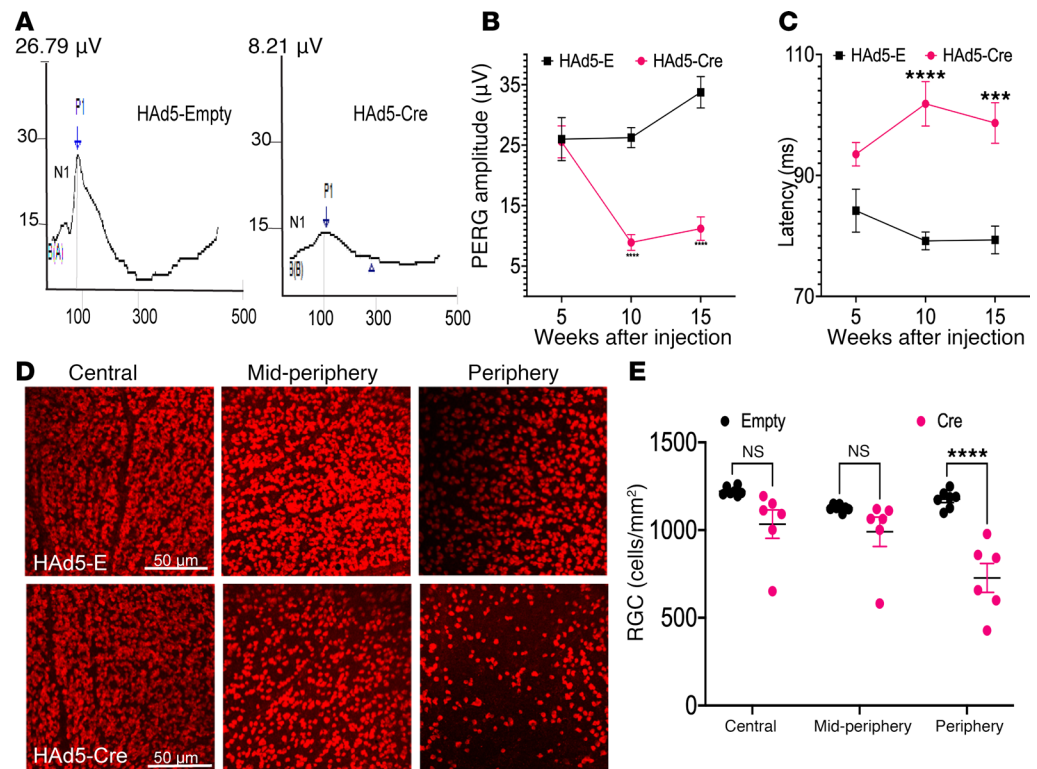 A
26.79 µV
P1
HAd5-Empty
30
N1
15
B(A)
100
300
500
8.21 µV
HAd5-Cre
30
P1
N1
15
B(B)
100
300
500
B
HAd5-E
HAd5-Cre
PERG amplitude (µV)
35
25
15
5
****
****
5
10
15
Weeks after injection
C
HAd5-E
HAd5-Cre
Latency (ms)
110
90
70
****
***
5
10
15
Weeks after injection
D
Central
Mid-periphery
Periphery
HAd5-E
50 µm
HAd5-Cre
50 µm
E
Empty
Cre
RGC (cells/mm²)
1500
1000
500
0
NS
NS
****
Central
Mid-periphery
Periphery